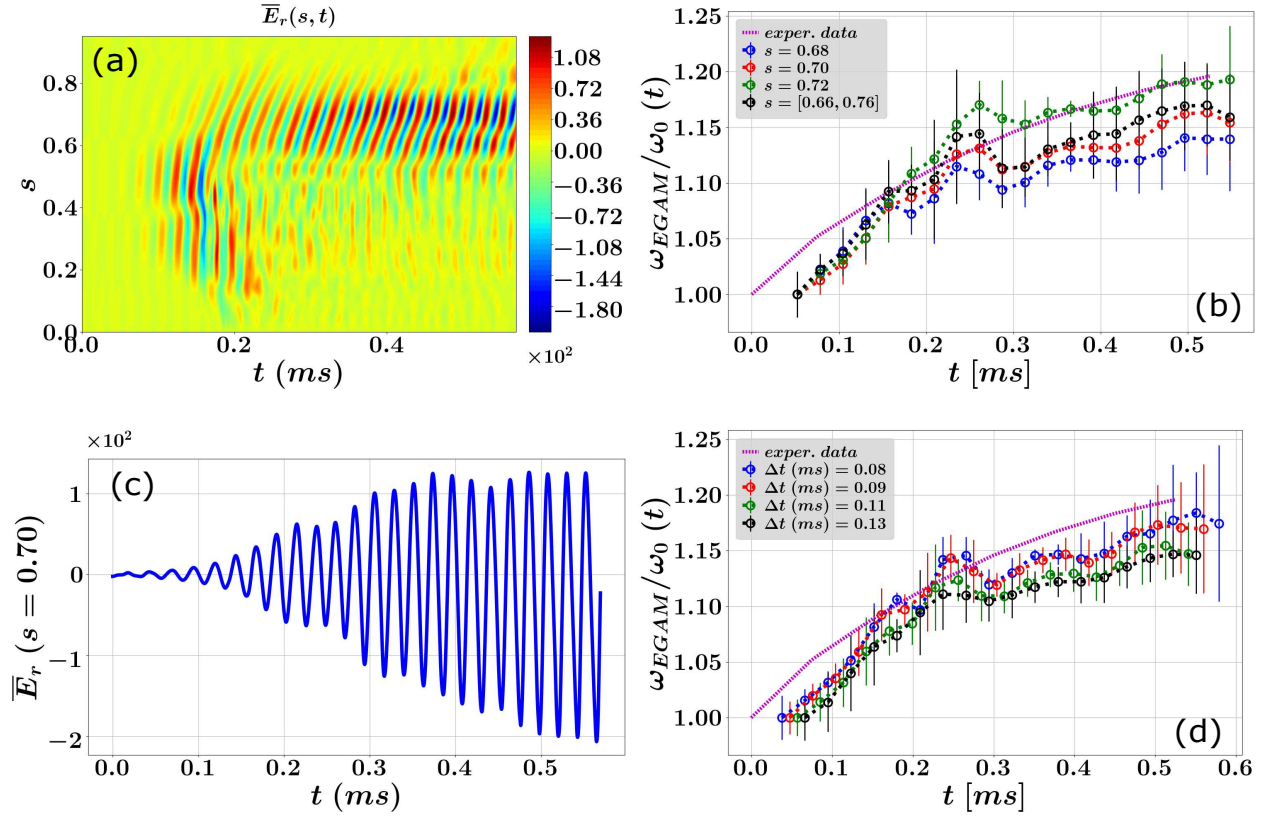 E̅_r(s,t)
(a)
s
0.8
0.6
0.4
0.2
0.0
0.0
0.2
0.4
t (ms)
1.08
0.72
0.36
0.00
−0.36
−0.72
−1.08
−1.44
−1.80
×10²
exper. data
s = 0.68
s = 0.70
s = 0.72
s = [0.66, 0.76]
(b)
ω_EGAM/ω_0 (t)
1.25
1.20
1.15
1.10
1.05
1.00
0.0
0.1
0.2
0.3
0.4
0.5
t [ms]
×10²
(c)
E̅_r (s = 0.70)
1
0
−1
−2
0.0
0.1
0.2
0.3
0.4
0.5
t (ms)
exper. data
Δt (ms) = 0.08
Δt (ms) = 0.09
Δt (ms) = 0.11
Δt (ms) = 0.13
(d)
ω_EGAM/ω_0 (t)
1.25
1.20
1.15
1.10
1.05
1.00
0.0
0.1
0.2
0.3
0.4
0.5
0.6
t [ms]